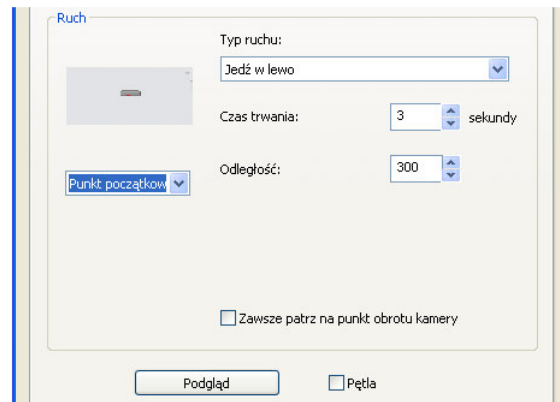 Ruch
Typ ruchu:
Jedź w lewo
Czas trwania:
3
sekundy
Punkt początkow
Odległość:
300
Zawsze patrz na punkt obrotu kamery
Podgląd
Pętla